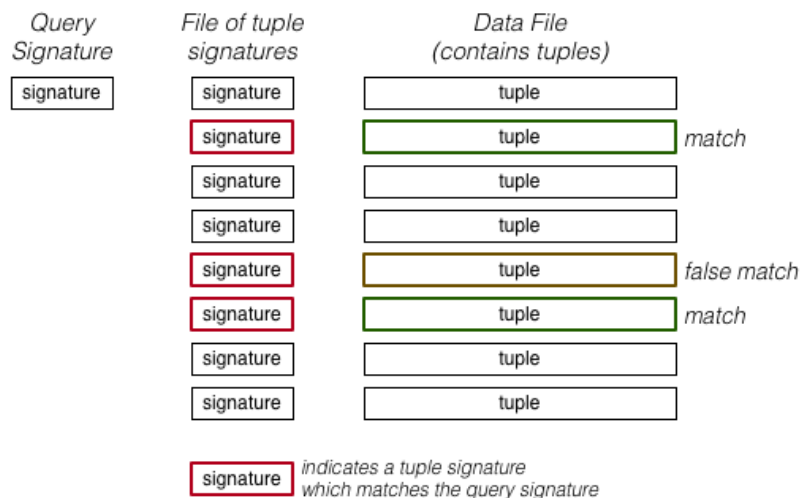 Query
Signature
File of tuple
signatures
Data File
(contains tuples)
signature
signature
tuple
signature
tuple
match
signature
tuple
signature
tuple
signature
tuple
false match
signature
tuple
match
signature
tuple
signature
tuple
signature
indicates a tuple signature
which matches the query signature